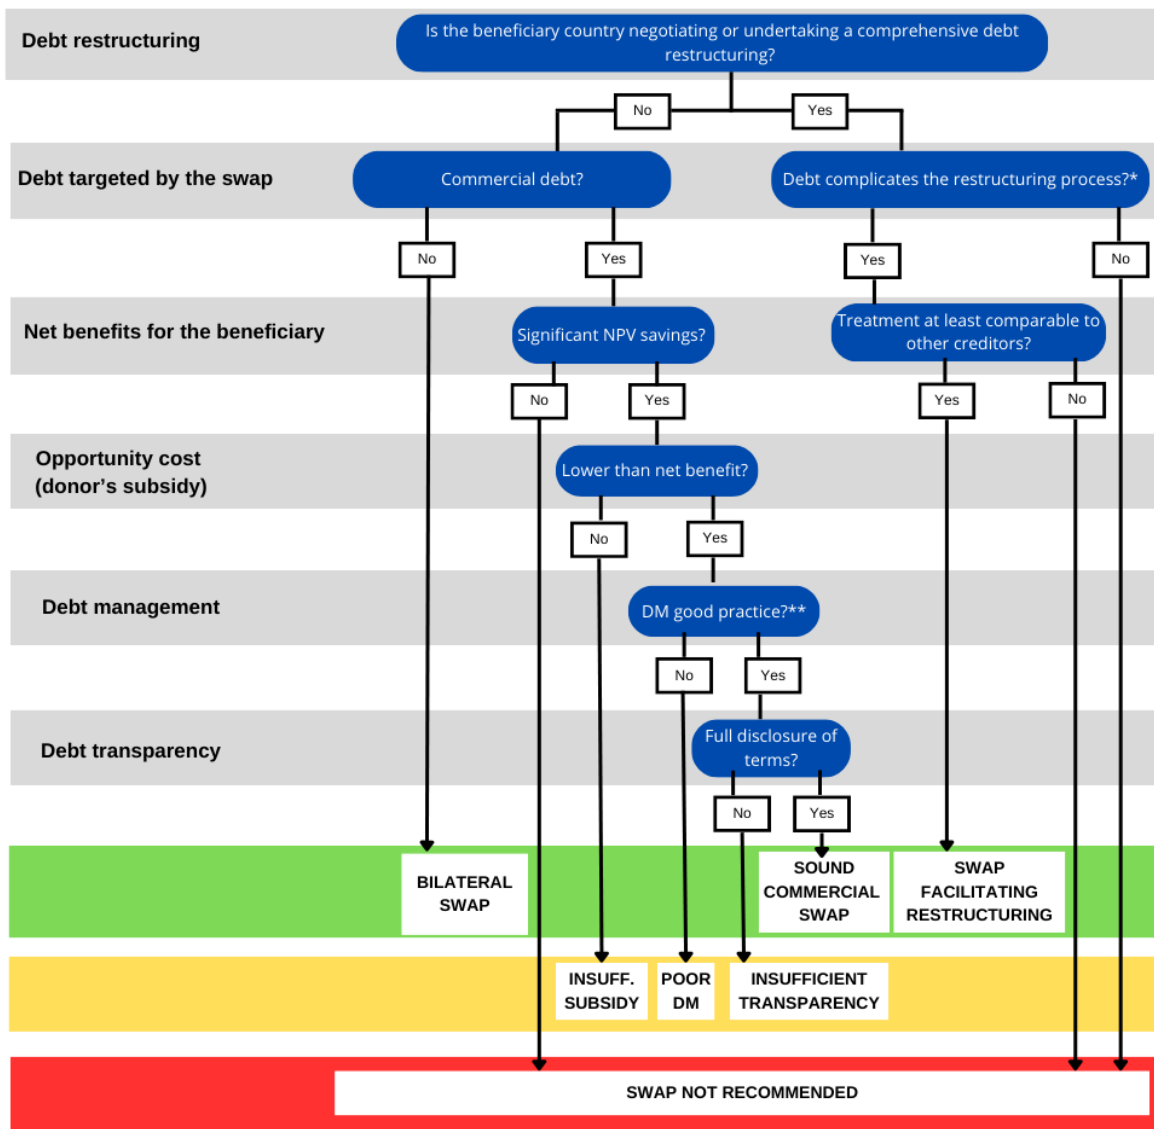 Debt restructuring
Is the beneficiary country negotiating or undertaking a comprehensive debt
restructuring?
No
Yes
Debt targeted by the swap
Commercial debt?
Debt complicates the restructuring process?*
No
Yes
Yes
No
Net benefits for the beneficiary
Significant NPV savings?
Treatment at least comparable to
other creditors?
No
Yes
Yes
No
Opportunity cost
(donor's subsidy)
Lower than net benefit?
No
Yes
Debt management
DM good practice?**
No
Yes
Debt transparency
Full disclosure of
terms?
No
Yes
BILATERAL
SWAP
SOUND
COMMERCIAL
SWAP
SWAP
FACILITATING
RESTRUCTURING
INSUFF.
SUBSIDY
POOR
DM
INSUFFICIENT
TRANSPARENCY
SWAP NOT RECOMMENDED